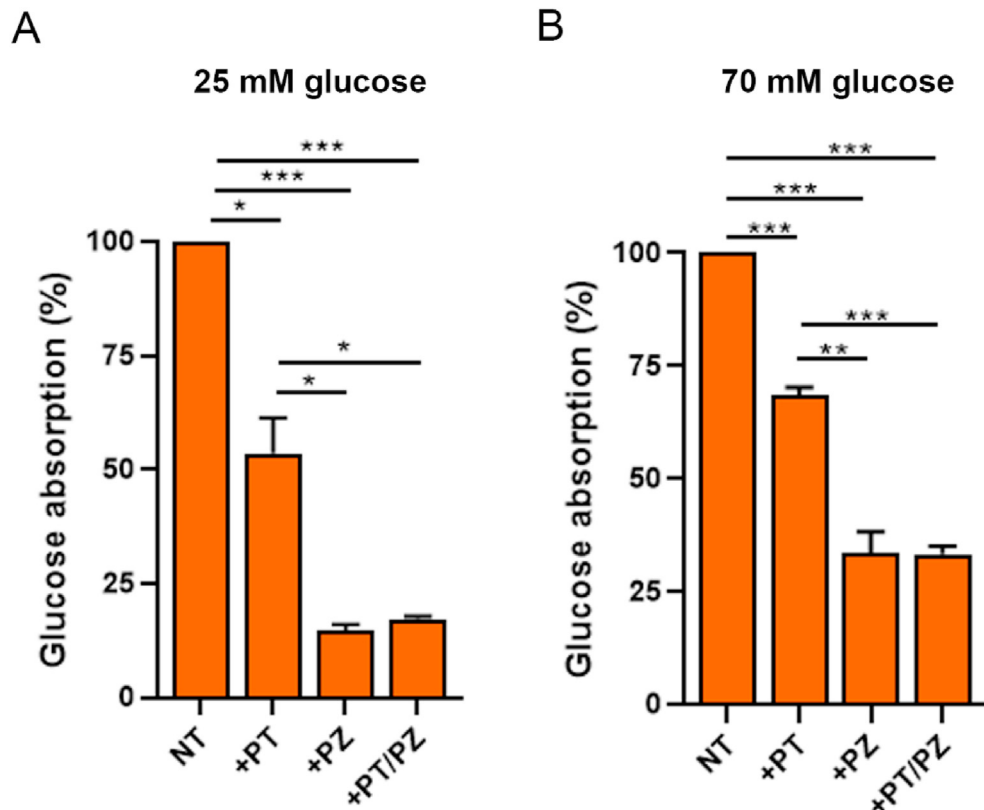 A
25 mM glucose
***
***
*
*
*
Glucose absorption (%)
100
75
50
25
0
NT
+PT
+PZ
+PT/PZ
B
70 mM glucose
***
***
***
***
**
Glucose absorption (%)
100
75
50
25
0
NT
+PT
+PZ
+PT/PZ